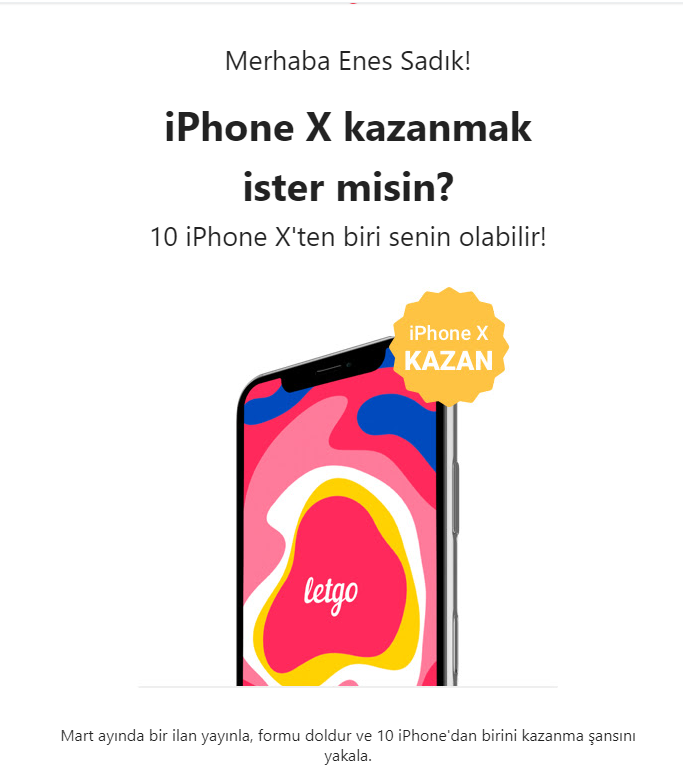 Merhaba Enes Sadık!
iPhone X kazanmak
ister misin?
10 iPhone X'ten biri senin olabilir!
iPhone X
KAZAN
letgo
Mart ayında bir ilan yayınla, formu doldur ve 10 iPhone'dan birini kazanma şansını
yakala.